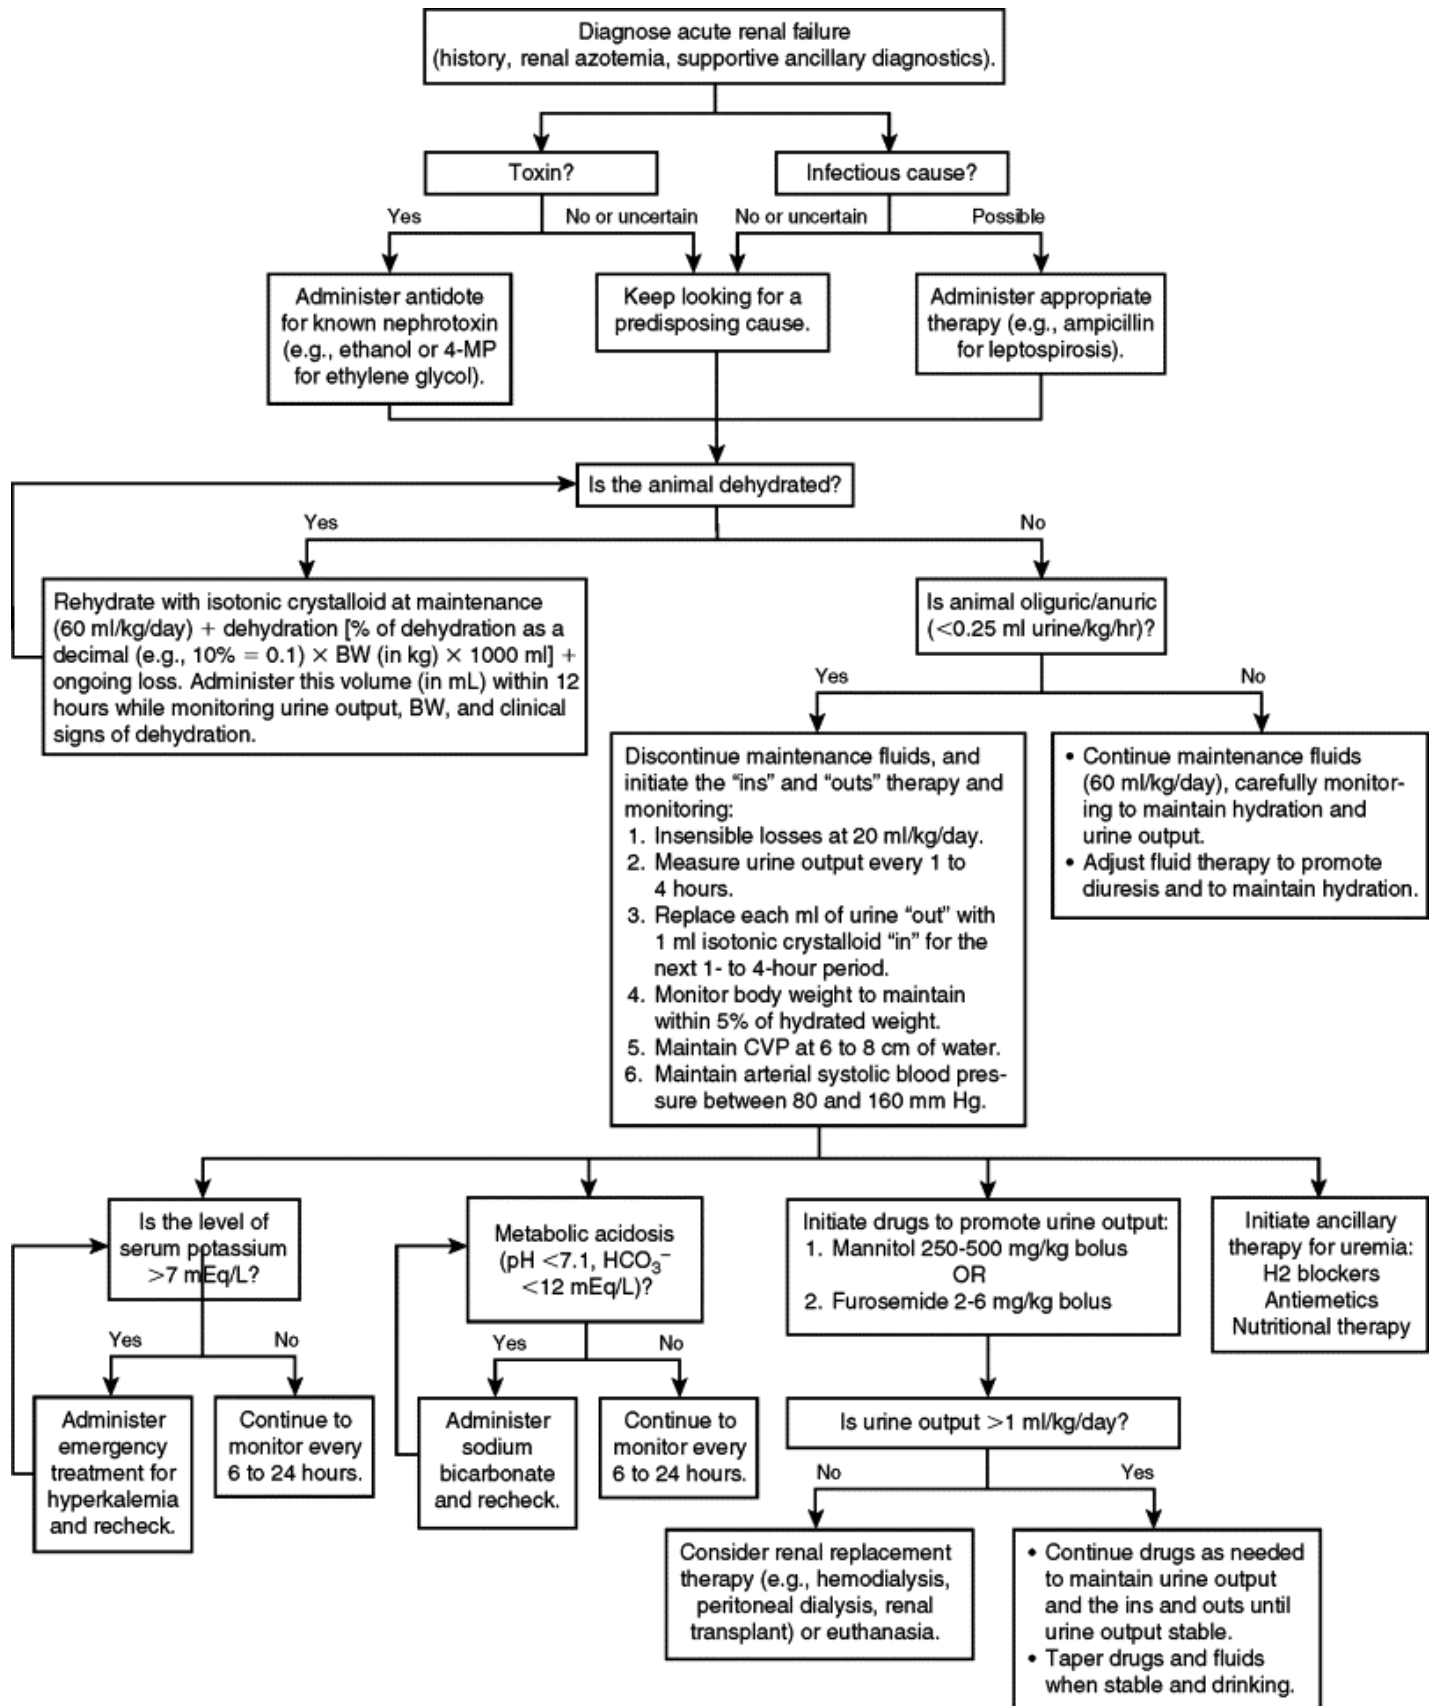 Diagnose acute renal failure
(history, renal azotemia, supportive ancillary diagnostics).
Toxin?
Infectious cause?
Yes
No or uncertain
No or uncertain
Possible
Administer antidote
for known nephrotoxin
(e.g., ethanol or 4-MP
for ethylene glycol).
Keep looking for a
predisposing cause.
Administer appropriate
therapy (e.g., ampicillin
for leptospirosis).
Is the animal dehydrated?
Yes
No
Rehydrate with isotonic crystalloid at maintenance
(60 ml/kg/day) + dehydration [% of dehydration as a
decimal (e.g., 10% = 0.1) × BW (in kg) × 1000 ml] +
ongoing loss. Administer this volume (in mL) within 12
hours while monitoring urine output, BW, and clinical
signs of dehydration.
Is animal oliguric/anuric
(<0.25 ml urine/kg/hr)?
Yes
No
Discontinue maintenance fluids, and
initiate the “ins” and “outs” therapy and
monitoring:
1. Insensible losses at 20 ml/kg/day.
2. Measure urine output every 1 to
4 hours.
3. Replace each ml of urine “out” with
1 ml isotonic crystalloid “in” for the
next 1- to 4-hour period.
4. Monitor body weight to maintain
within 5% of hydrated weight.
5. Maintain CVP at 6 to 8 cm of water.
6. Maintain arterial systolic blood pres-
sure between 80 and 160 mm Hg.
• Continue maintenance fluids
(60 ml/kg/day), carefully monitor-
ing to maintain hydration and
urine output.
• Adjust fluid therapy to promote
diuresis and to maintain hydration.
Is the level of
serum potassium
>7 mEq/L?
Yes
No
Administer
emergency
treatment for
hyperkalemia
and recheck.
Continue to
monitor every
6 to 24 hours.
Metabolic acidosis
(pH <7.1, HCO₃⁻
<12 mEq/L)?
Yes
No
Administer
sodium
bicarbonate
and recheck.
Continue to
monitor every
6 to 24 hours.
Initiate drugs to promote urine output:
1. Mannitol 250-500 mg/kg bolus
OR
2. Furosemide 2-6 mg/kg bolus
Is urine output >1 ml/kg/day?
No
Yes
Consider renal replacement
therapy (e.g., hemodialysis,
peritoneal dialysis, renal
transplant) or euthanasia.
• Continue drugs as needed
to maintain urine output
and the ins and outs until
urine output stable.
• Taper drugs and fluids
when stable and drinking.
Initiate ancillary
therapy for uremia:
H2 blockers
Antiemetics
Nutritional therapy